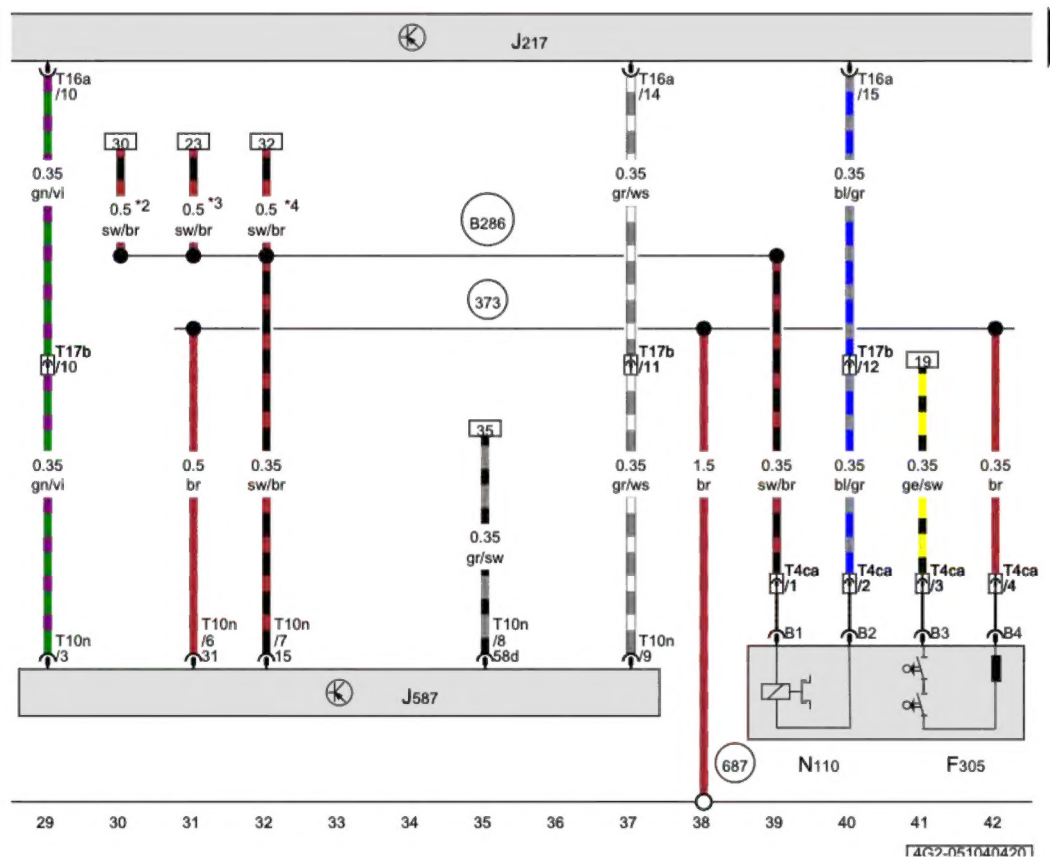 J217
T16a
/10
T16a
/14
T16a
/15
30
23
32
0.35
gn/vi
0.5 *2
sw/br
0.5 *3
sw/br
0.5 *4
sw/br
B286
0.35
gr/ws
0.35
bl/gr
373
T17b
/10
T17b
/11
T17b
/12
19
35
0.35
gn/vi
0.5
br
0.35
sw/br
0.35
gr/ws
1.5
br
0.35
sw/br
0.35
bl/gr
0.35
ge/sw
0.35
br
0.35
gr/sw
T4ca
/1
T4ca
/2
T4ca
/3
T4ca
/4
T10n
/3
T10n
/6
31
T10n
/7
15
T10n
/8
58d
T10n
/9
B1
B2
B3
B4
J587
687
N110
F305
29 30 31 32 33 34 35 36 37 38 39 40 41 42
4G2-051040420